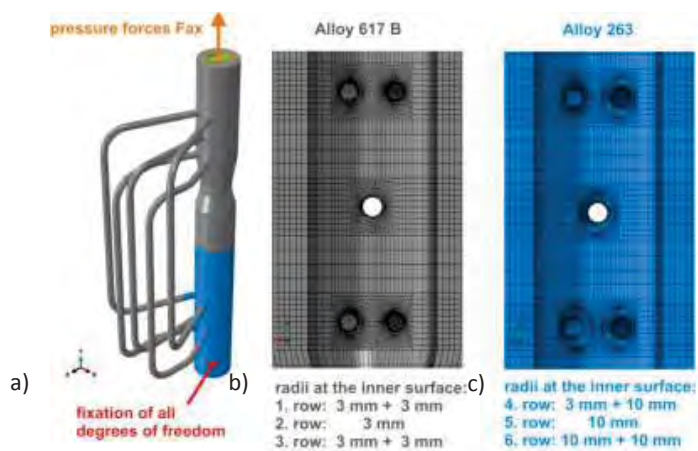 pressure forces Fax
a)
fixation of all
degrees of freedom
Alloy 617 B
b)
radii at the inner surface:
1. row: 3 mm + 3 mm
2. row: 3 mm
3. row: 3 mm + 3 mm
Alloy 263
c)
radii at the inner surface
4. row: 3 mm + 10 mm
5. row: 10 mm
6. row: 10 mm + 10 mm